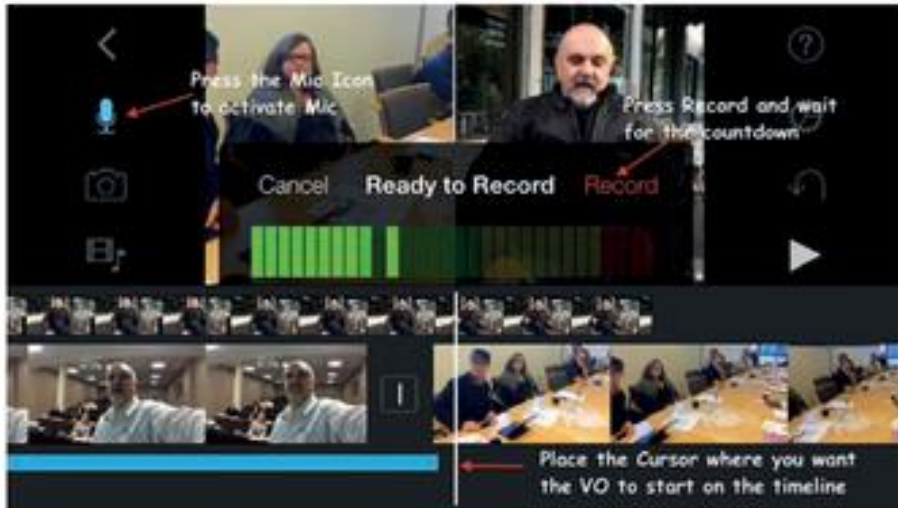 Press the Mic Icon
to activate Mic
Press Record and wait
for the countdown
Cancel Ready to Record Record
Place the Cursor where you want
the VO to start on the timeline